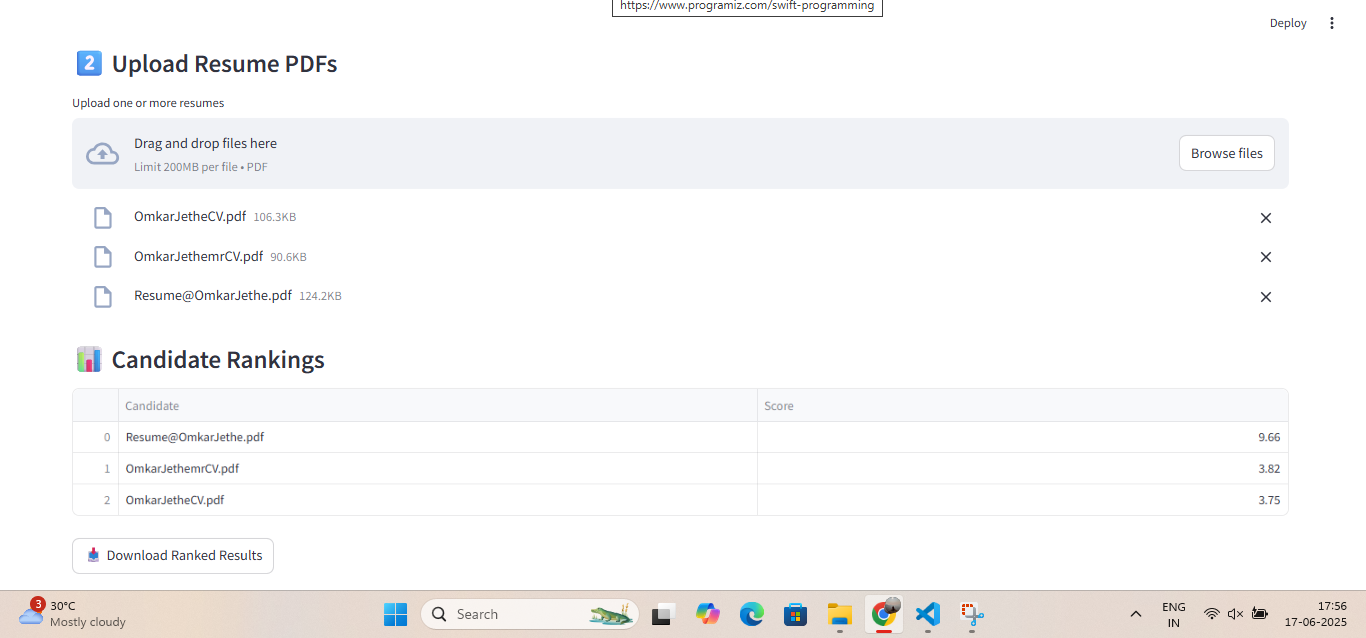 https://www.programiz.com/swift-programming
Deploy
2 Upload Resume PDFs
Upload one or more resumes
Drag and drop files here
Limit 200MB per file • PDF
Browse files
OmkarJetheCV.pdf 106.3KB
OmkarJethemrCV.pdf 90.6KB
Resume@OmkarJethe.pdf 124.2KB
Candidate Rankings
Candidate Score
0 Resume@OmkarJethe.pdf 9.66
1 OmkarJethemrCV.pdf 3.82
2 OmkarJetheCV.pdf 3.75
Download Ranked Results
3
30°C
Mostly cloudy
Search
ENG
IN
17:56
17-06-2025